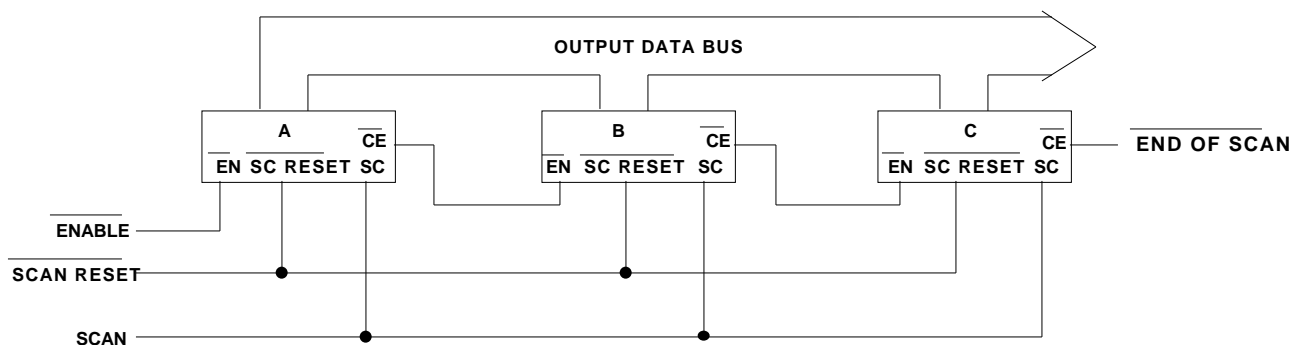 OUTPUT DATA BUS
A B C
CE CE CE
END OF SCAN
EN SC RESET SC EN SC RESET SC EN SC RESET SC
ENABLE
SCAN RESET
SCAN